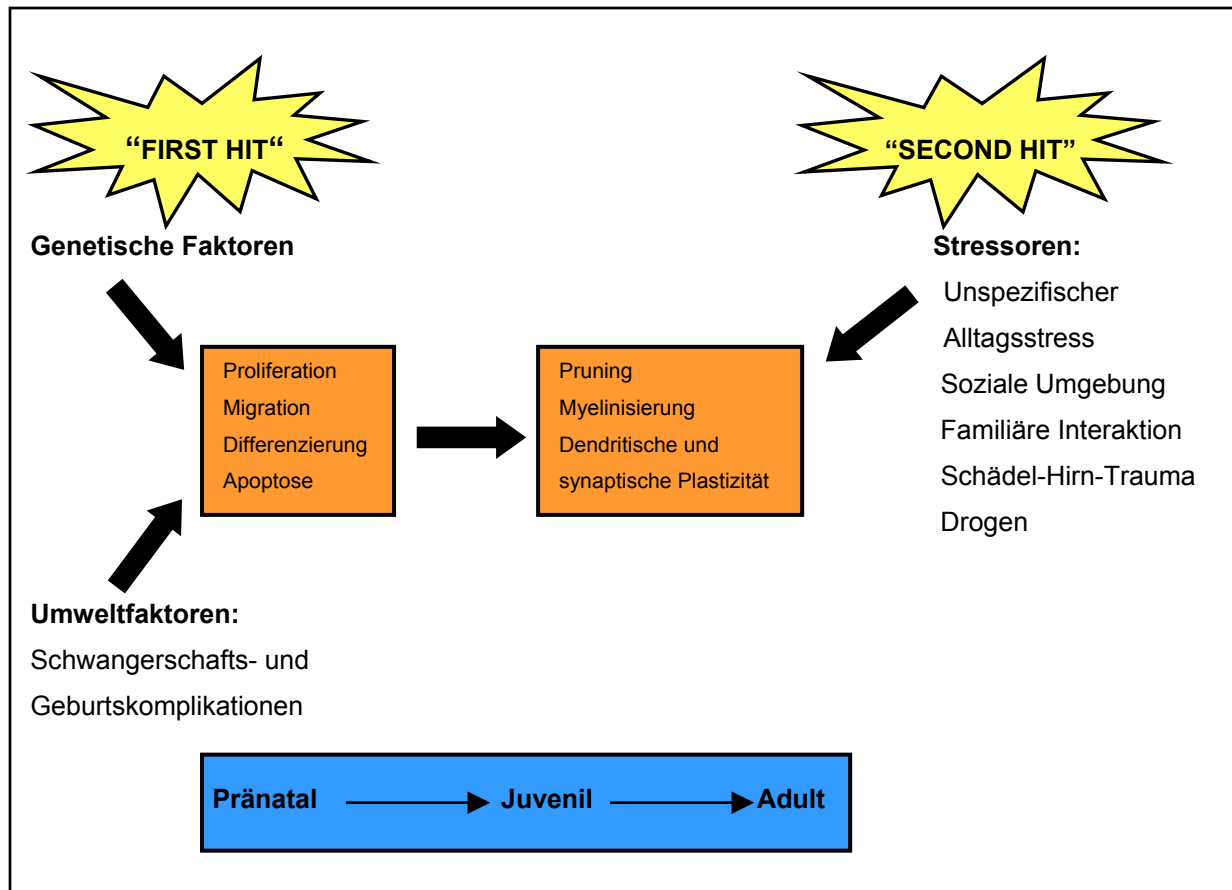 “FIRST HIT“
“SECOND HIT”
Genetische Faktoren
Stressoren:
Unspezifischer
Alltagsstress
Soziale Umgebung
Familiäre Interaktion
Schädel-Hirn-Trauma
Drogen
Proliferation
Migration
Differenzierung
Apoptose
Pruning
Myelinisierung
Dendritische und
synaptische Plastizität
Umweltfaktoren:
Schwangerschafts- und
Geburtskomplikationen
Pränatal
Juvenil
Adult